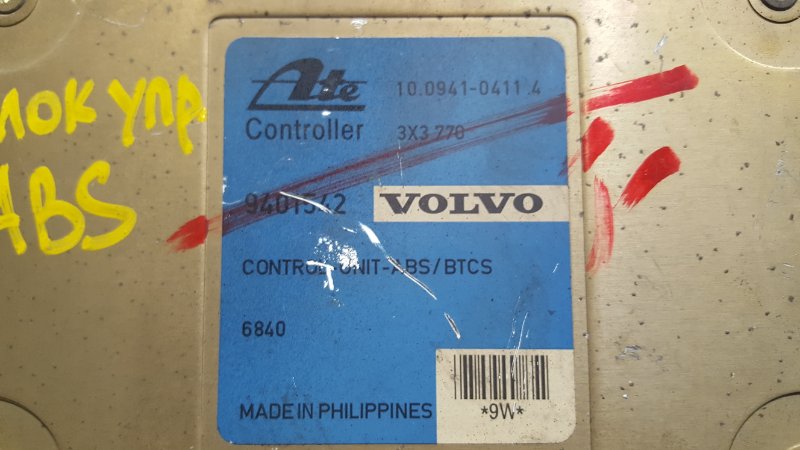 Ate
10.0941-0411.4
Controller
3X3 770
9401542
VOLVO
CONTROL-UNIT-ABS/BTCS
6840
*9W*
MADE IN PHILIPPINES
лок упр.
ABS